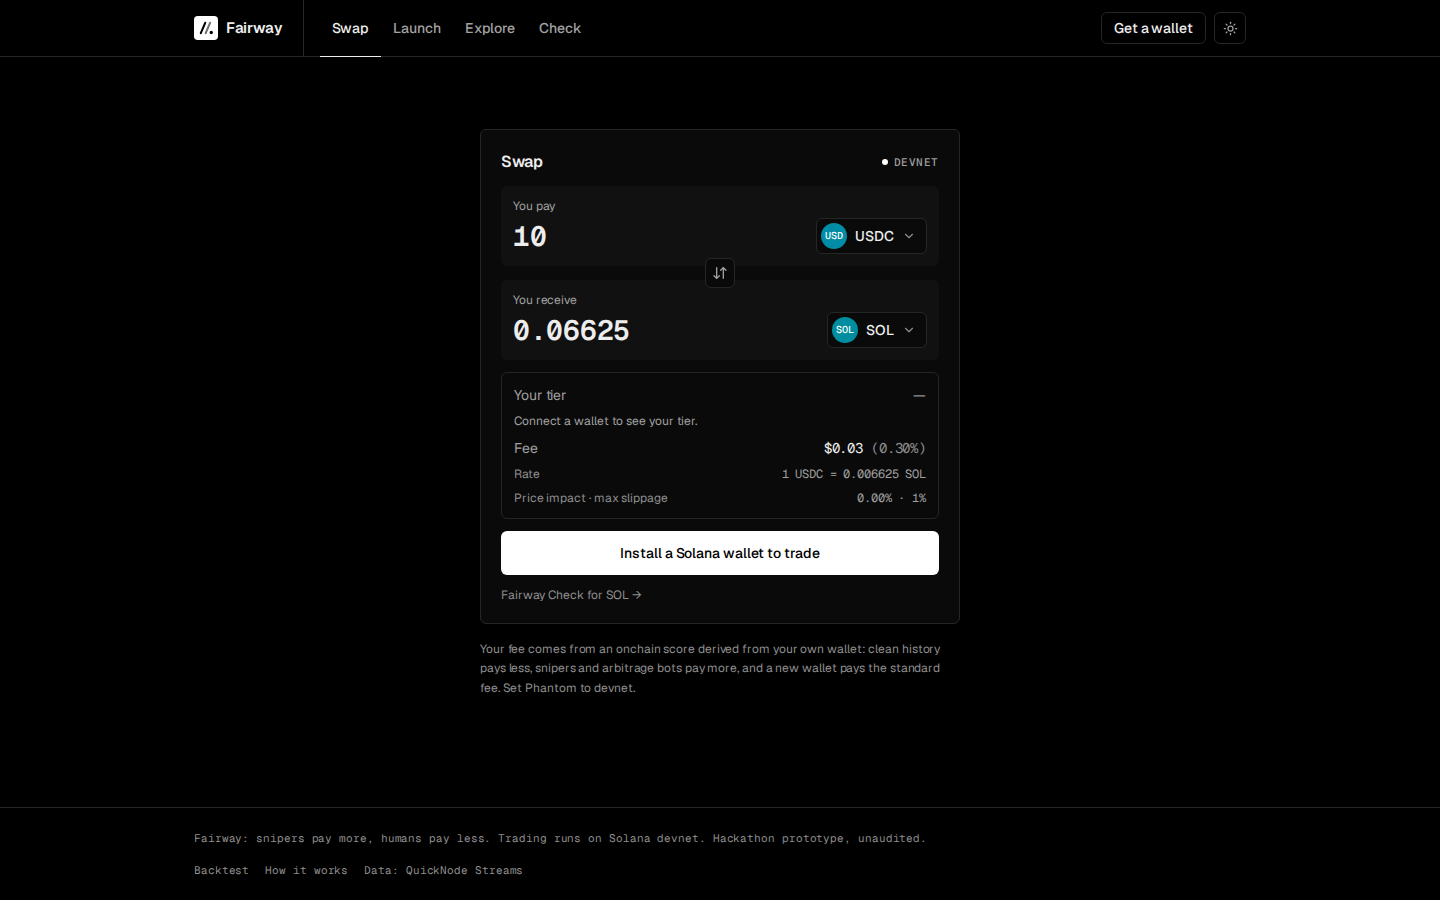 Fairway
Swap
Launch
Explore
Check
Get a wallet
Swap
DEVNET
You pay
10
USD
USDC
You receive
0.06625
SOL
SOL
Your tier —
Connect a wallet to see your tier.
Fee $0.03 (0.30%)
Rate 1 USDC = 0.006625 SOL
Price impact · max slippage 0.00% · 1%
Install a Solana wallet to trade
Fairway Check for SOL →
Your fee comes from an onchain score derived from your own wallet: clean history
pays less, snipers and arbitrage bots pay more, and a new wallet pays the standard
fee. Set Phantom to devnet.
Fairway: snipers pay more, humans pay less. Trading runs on Solana devnet. Hackathon prototype, unaudited.
Backtest How it works Data: QuickNode Streams